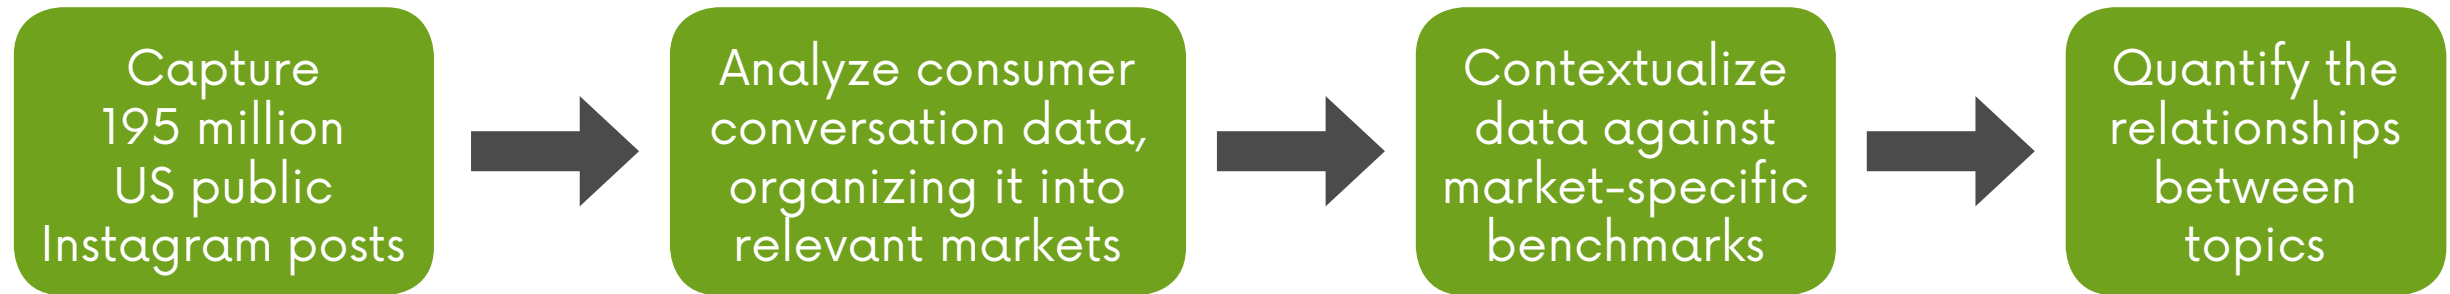 Capture
195 million
US public
Instagram posts
Analyze consumer
conversation data,
organizing it into
relevant markets
Contextualize
data against
market-specific
benchmarks
Quantify the
relationships
between
topics